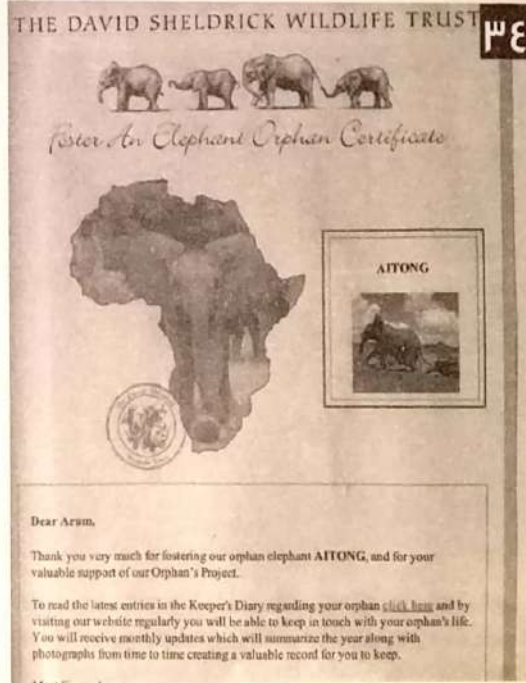 THE DAVID SHELDRICK WILDLIFE TRUST
٣٤
Foster An Elephant Orphan Certificate
AITONG
Dear Aram,
Thank you very much for fostering our orphan elephant AITONG, and for your
valuable support of our Orphan's Project.
To read the latest entries in the Keeper's Diary regarding your orphan click here and by
visiting our website regularly you will be able to keep in touch with your orphan's life.
You will receive monthly updates which will summarize the year along with
photographs from time to time creating a valuable record for you to keep.